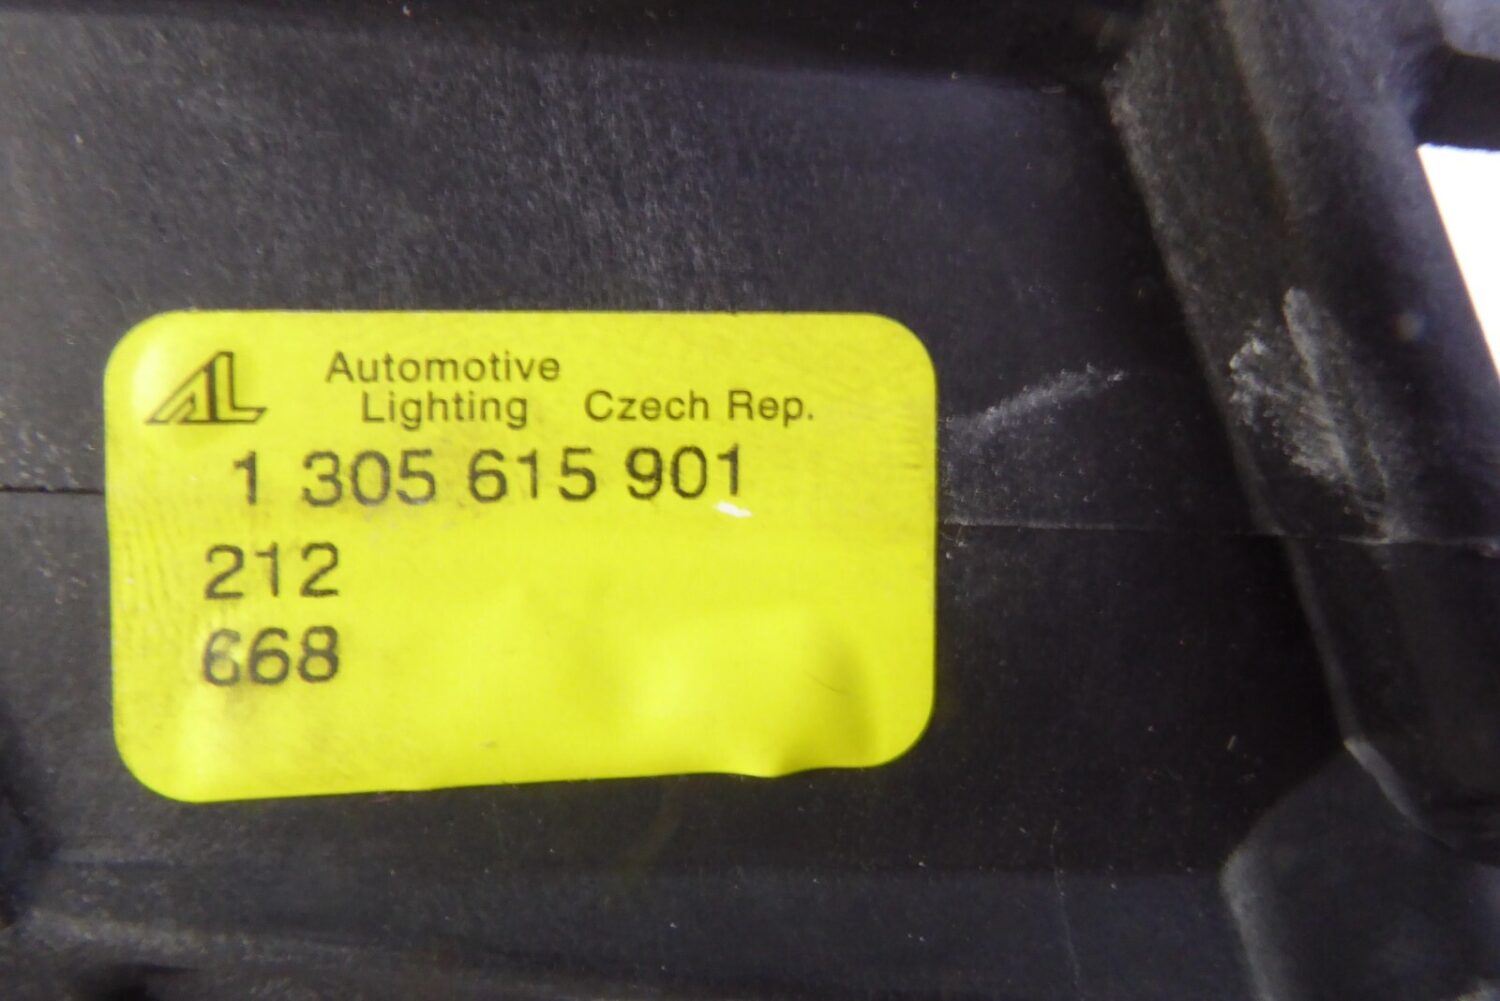 AL Automotive
Lighting Czech Rep.
1 305 615 901
212
668